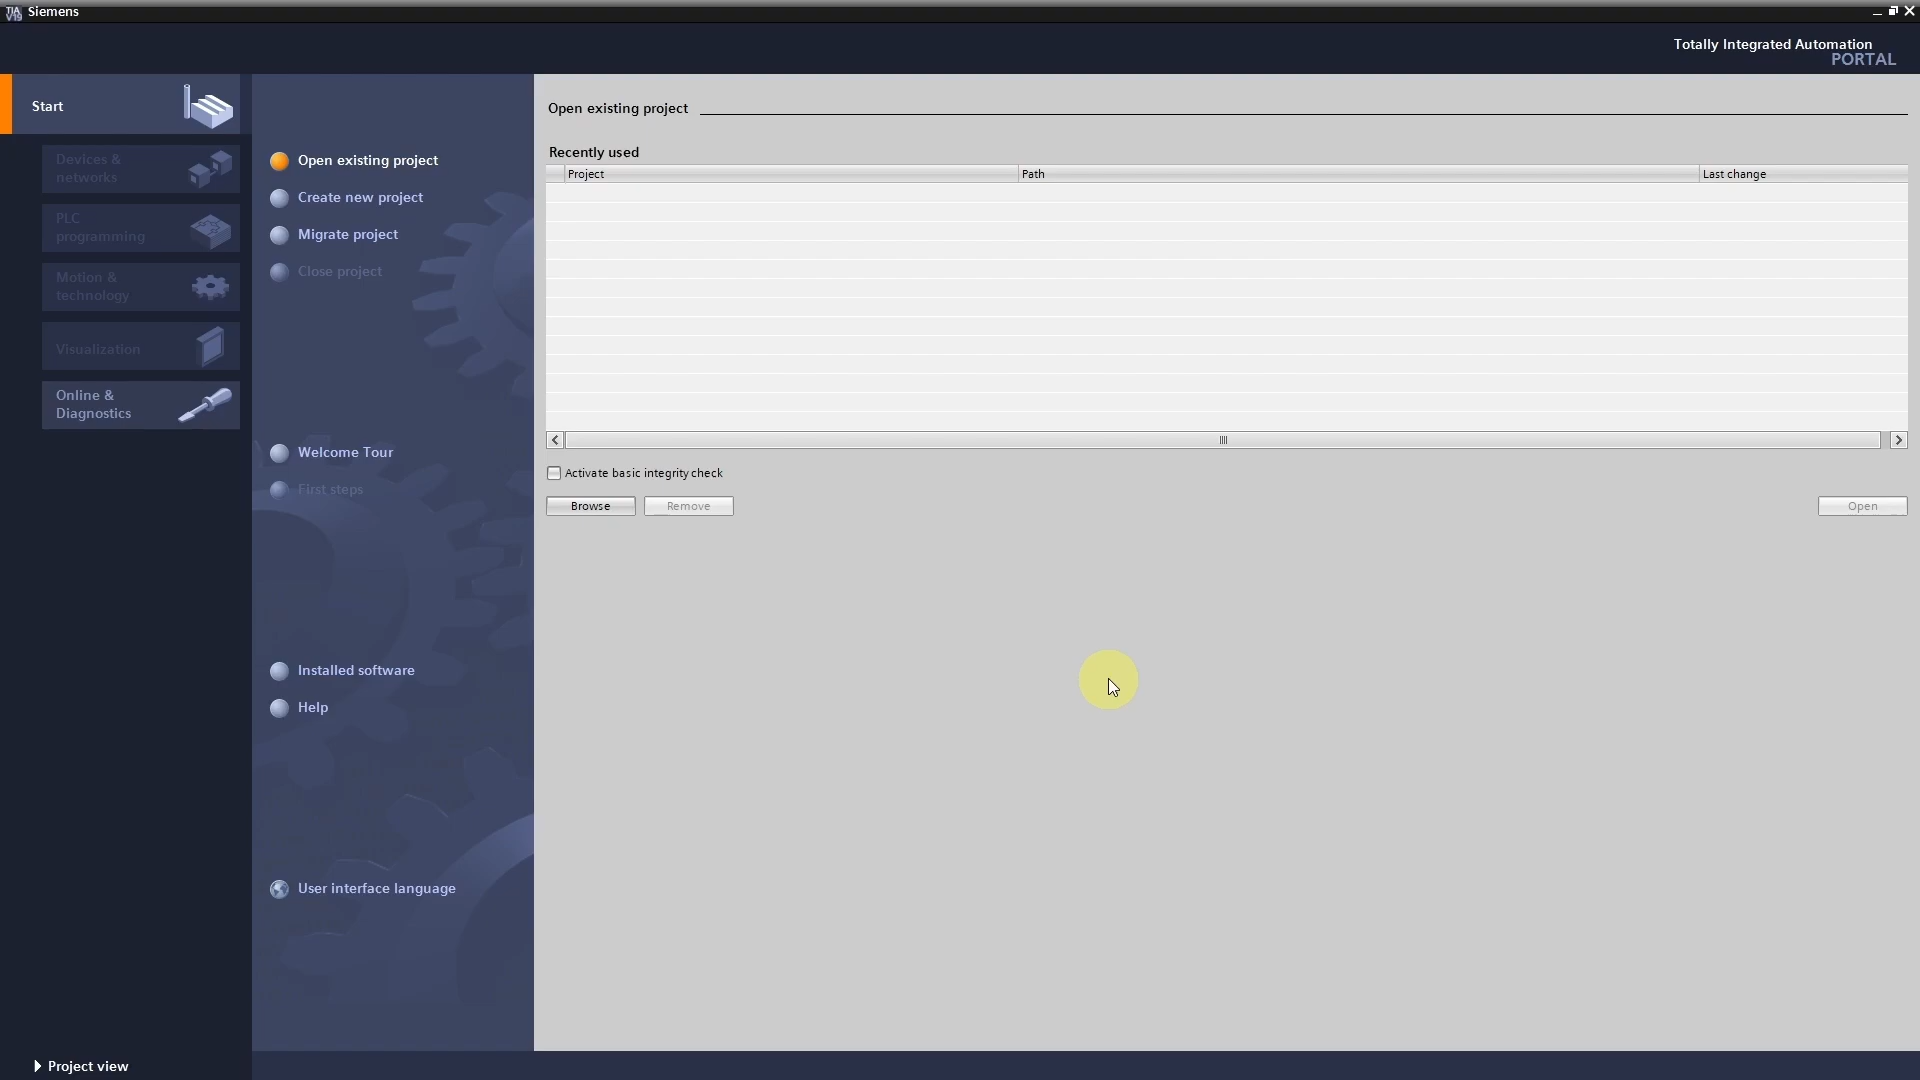 TIA
V19
Siemens
Totally Integrated Automation
PORTAL
Start
Devices &
networks
PLC
programming
Motion &
technology
Visualization
Online &
Diagnostics
Project view
Open existing project
Create new project
Migrate project
Close project
Welcome Tour
First steps
Installed software
Help
User interface language
Open existing project
Recently used
Project Path Last change
Activate basic integrity check
Browse Remove Open